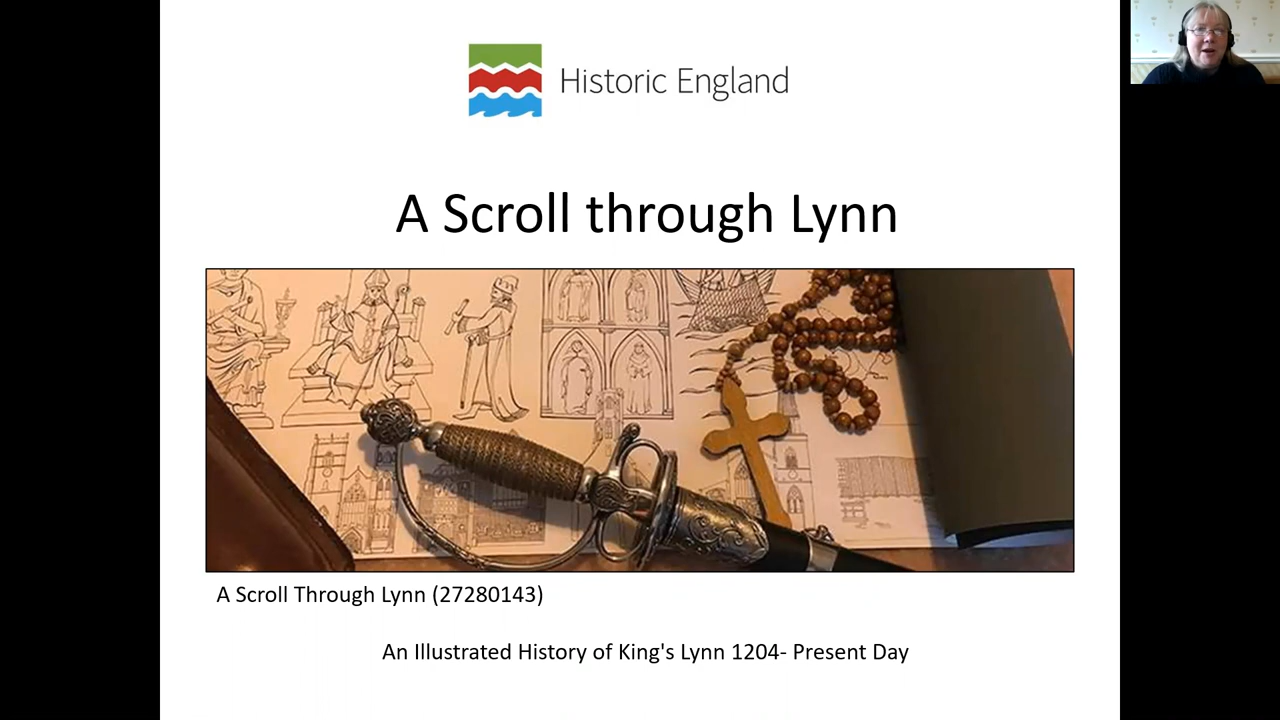 Historic England
A Scroll through Lynn
A Scroll Through Lynn (27280143)
An Illustrated History of King's Lynn 1204- Present Day